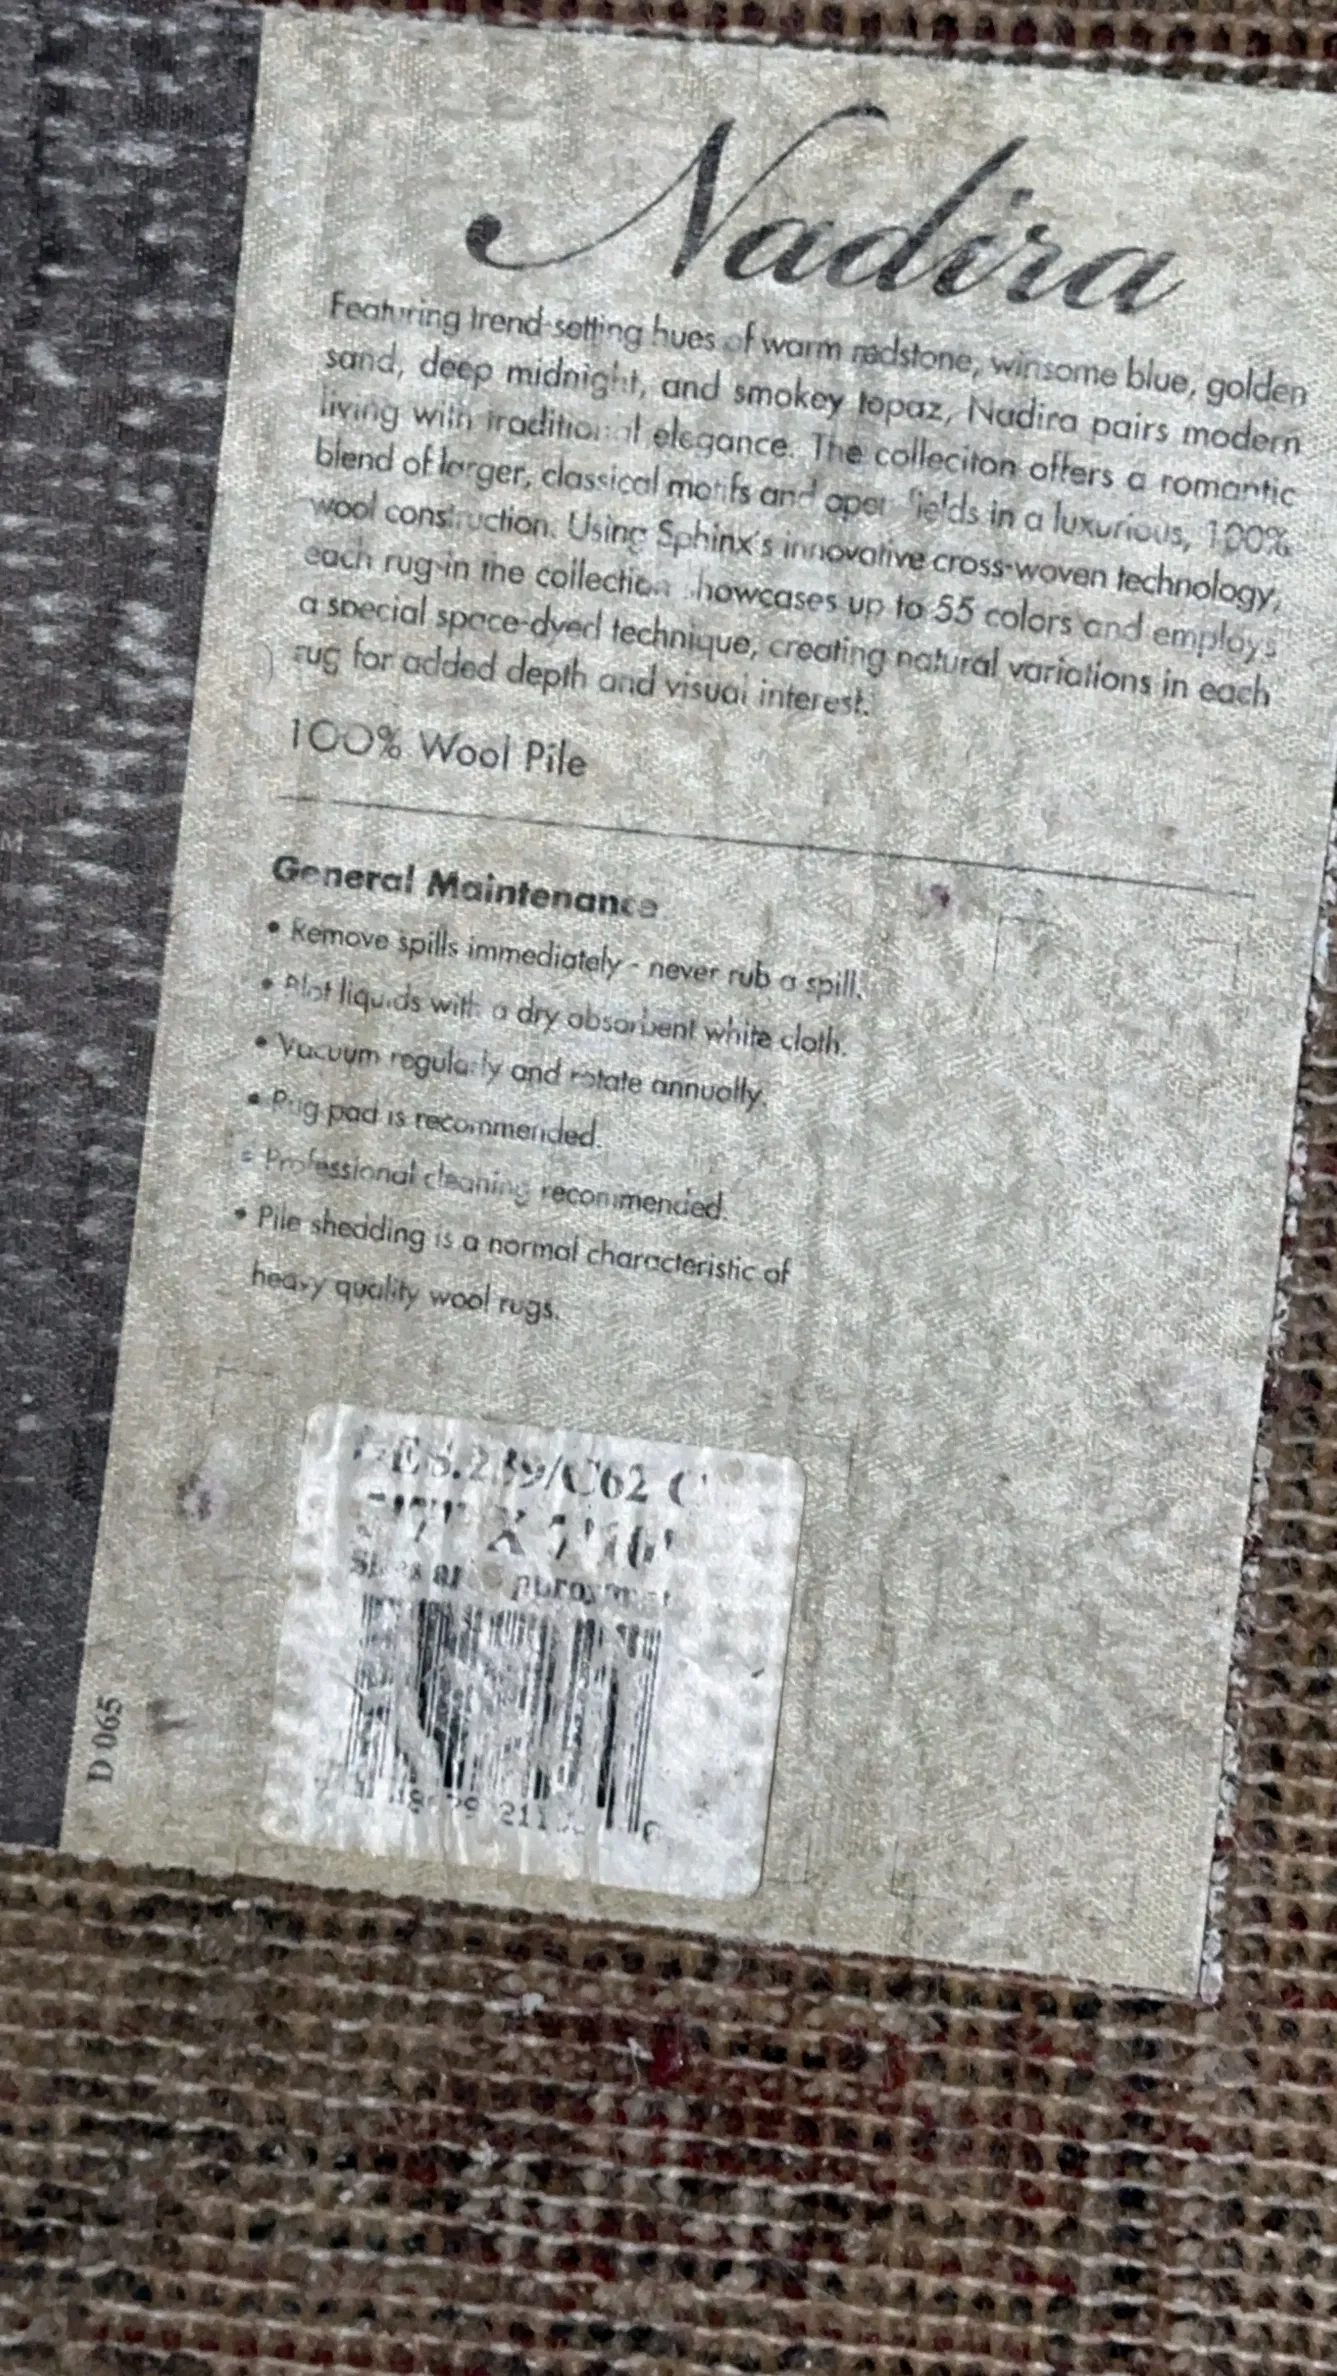 Nadira
Featuring trend-setting hues of warm redstone, winsome blue, golden
sand, deep midnight, and smokey topaz, Nadira pairs modern
living with traditional elegance. The colleciton offers a romantic
blend of larger, classical motifs and open fields in a luxurious, 100%
wool construction. Using Sphinx's innovative cross-woven technology,
each rug in the collection showcases up to 55 colors and employs
a special space-dyed technique, creating natural variations in each
rug for added depth and visual interest.
100% Wool Pile
General Maintenance
• Remove spills immediately - never rub a spill.
• Blot liquids with a dry absorbent white cloth.
• Vacuum regularly and rotate annually.
• Rug pad is recommended.
• Professional cleaning recommended.
• Pile shedding is a normal characteristic of
heavy quality wool rugs.
D 065